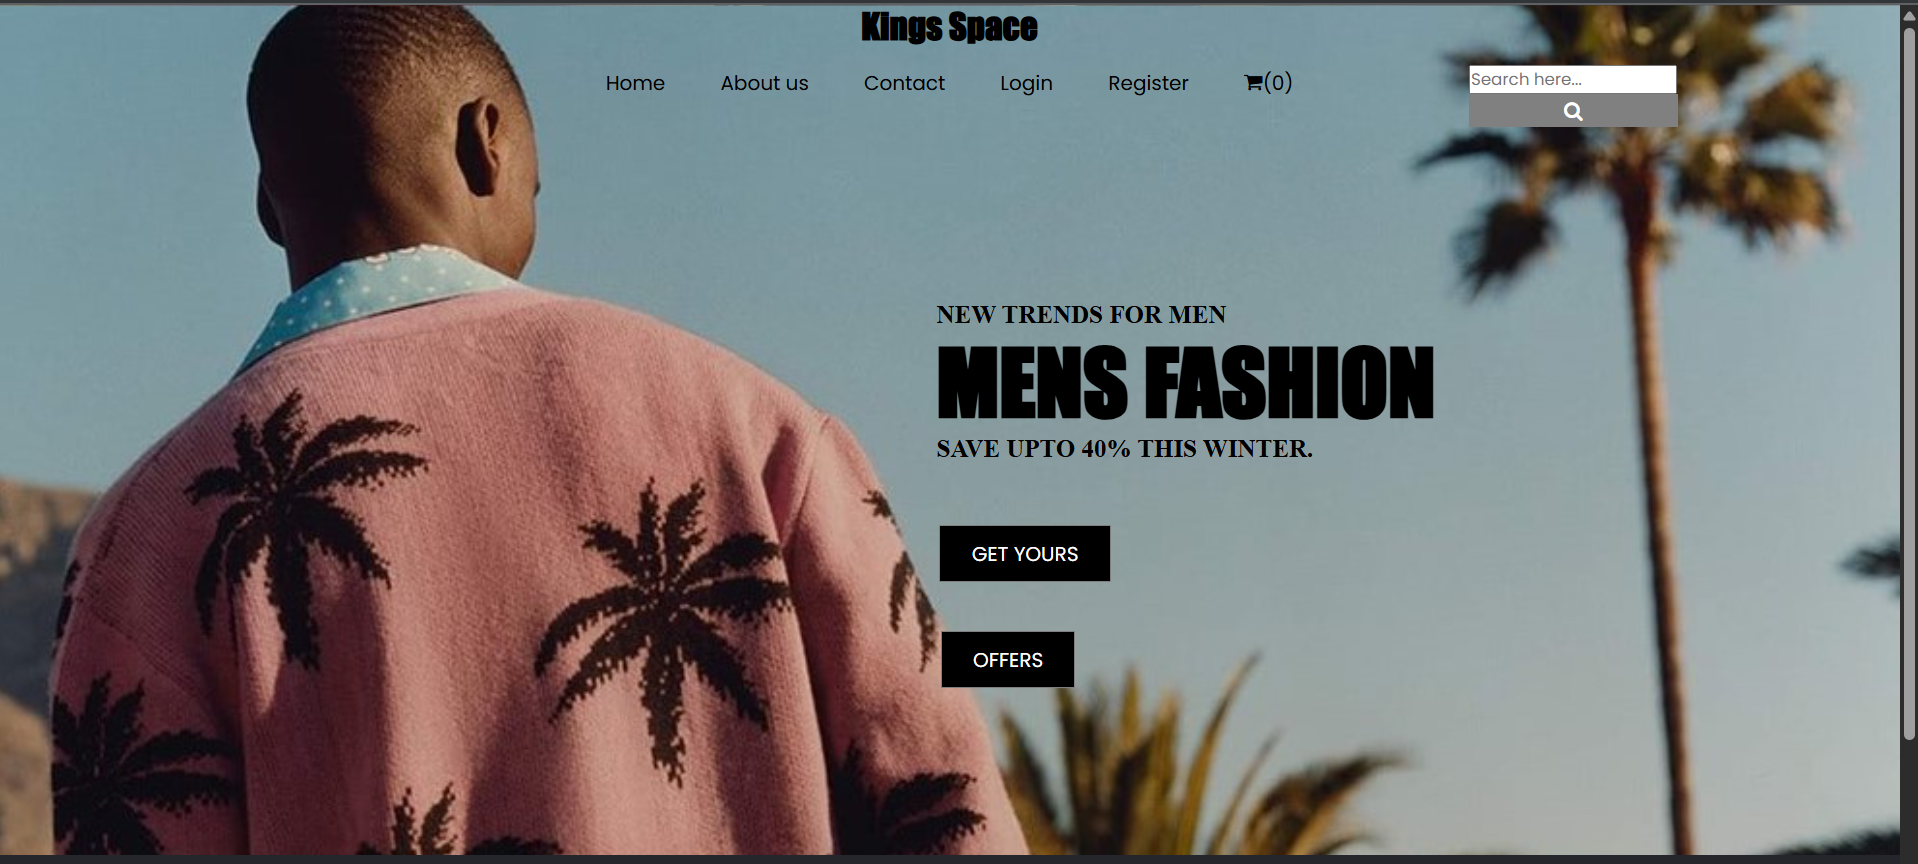 Kings Space
Home About us Contact Login Register (0)
Search here...
NEW TRENDS FOR MEN
MENS FASHION
SAVE UPTO 40% THIS WINTER.
GET YOURS
OFFERS